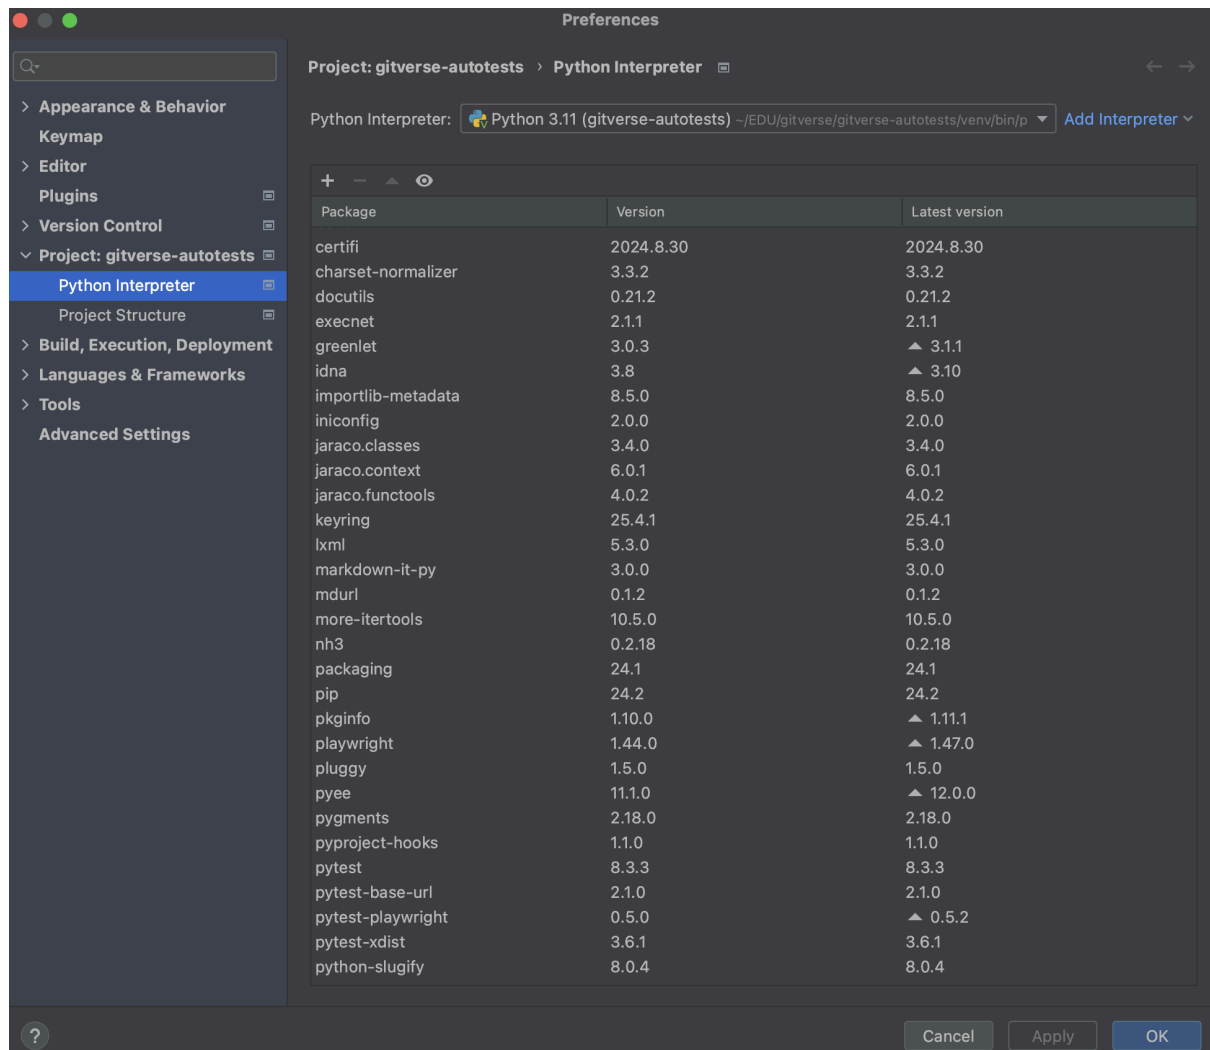 Preferences
Project: gitverse-autotests › Python Interpreter
Appearance & Behavior
Keymap
Editor
Plugins
Version Control
Project: gitverse-autotests
Python Interpreter
Project Structure
Build, Execution, Deployment
Languages & Frameworks
Tools
Advanced Settings
Python Interpreter: Python 3.11 (gitverse-autotests) ~/EDU/gitverse/gitverse-autotests/venv/bin/p Add Interpreter
Package Version Latest version
certifi 2024.8.30 2024.8.30
charset-normalizer 3.3.2 3.3.2
docutils 0.21.2 0.21.2
execnet 2.1.1 2.1.1
greenlet 3.0.3 3.1.1
idna 3.8 3.10
importlib-metadata 8.5.0 8.5.0
iniconfig 2.0.0 2.0.0
jaraco.classes 3.4.0 3.4.0
jaraco.context 6.0.1 6.0.1
jaraco.functools 4.0.2 4.0.2
keyring 25.4.1 25.4.1
lxml 5.3.0 5.3.0
markdown-it-py 3.0.0 3.0.0
mdurl 0.1.2 0.1.2
more-itertools 10.5.0 10.5.0
nh3 0.2.18 0.2.18
packaging 24.1 24.1
pip 24.2 24.2
pkginfo 1.10.0 1.11.1
playwright 1.44.0 1.47.0
pluggy 1.5.0 1.5.0
pyee 11.1.0 12.0.0
pygments 2.18.0 2.18.0
pyproject-hooks 1.1.0 1.1.0
pytest 8.3.3 8.3.3
pytest-base-url 2.1.0 2.1.0
pytest-playwright 0.5.0 0.5.2
pytest-xdist 3.6.1 3.6.1
python-slugify 8.0.4 8.0.4
? Cancel Apply OK